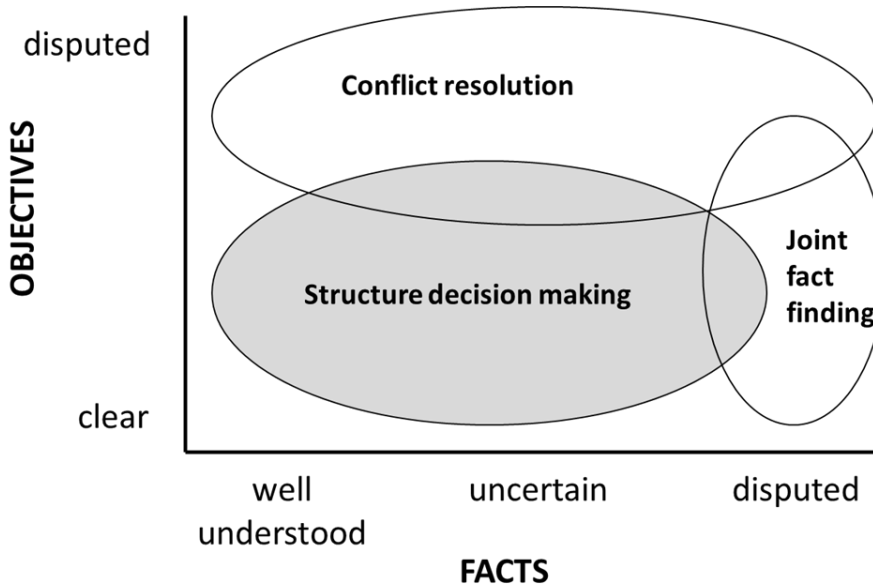 disputed
Conflict resolution
OBJECTIVES
Joint
fact
finding
Structure decision making
clear
well
understood
uncertain
disputed
FACTS